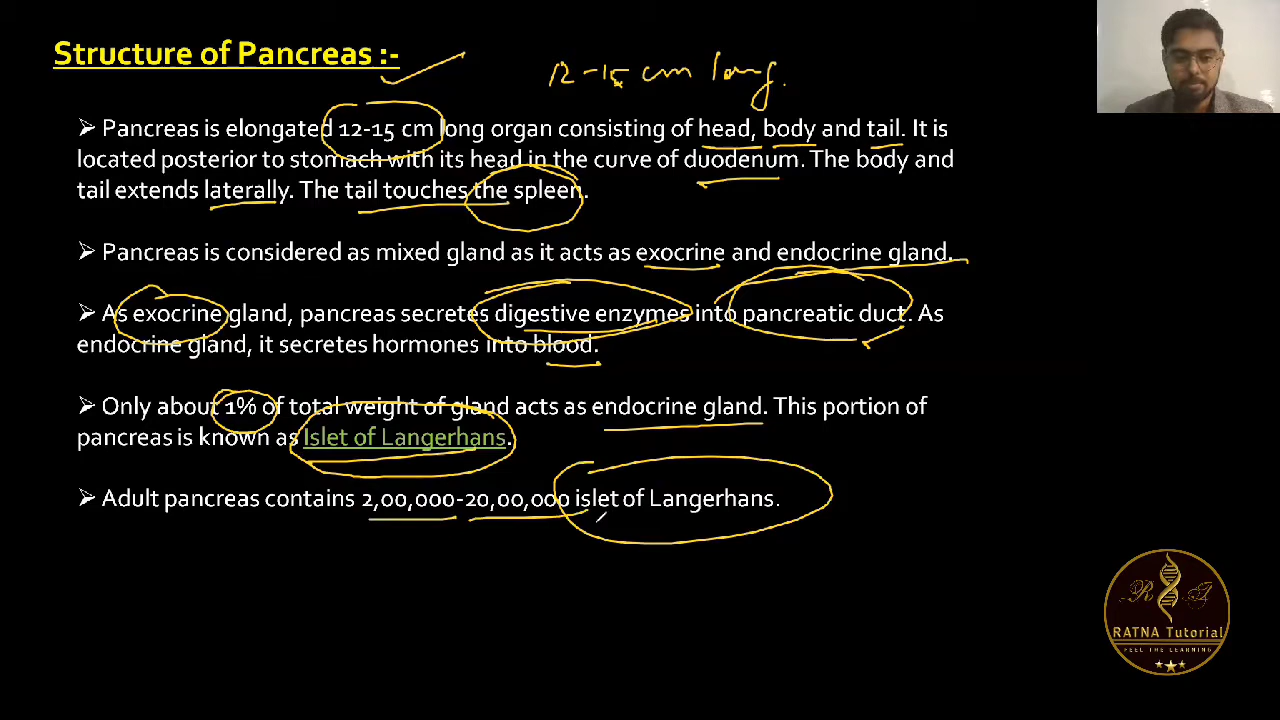 Structure of Pancreas :-
12-15 cm long.
➢ Pancreas is elongated 12-15 cm long organ consisting of head, body and tail. It is
located posterior to stomach with its head in the curve of duodenum. The body and
tail extends laterally. The tail touches the spleen.
➢ Pancreas is considered as mixed gland as it acts as exocrine and endocrine gland.
➢ As exocrine gland, pancreas secretes digestive enzymes into pancreatic duct. As
endocrine gland, it secretes hormones into blood.
➢ Only about 1% of total weight of gland acts as endocrine gland. This portion of
pancreas is known as Islet of Langerhans.
➢ Adult pancreas contains 2,00,000-20,00,000 islet of Langerhans.
R T
RATNA Tutorial
FEEL THE LEARNING